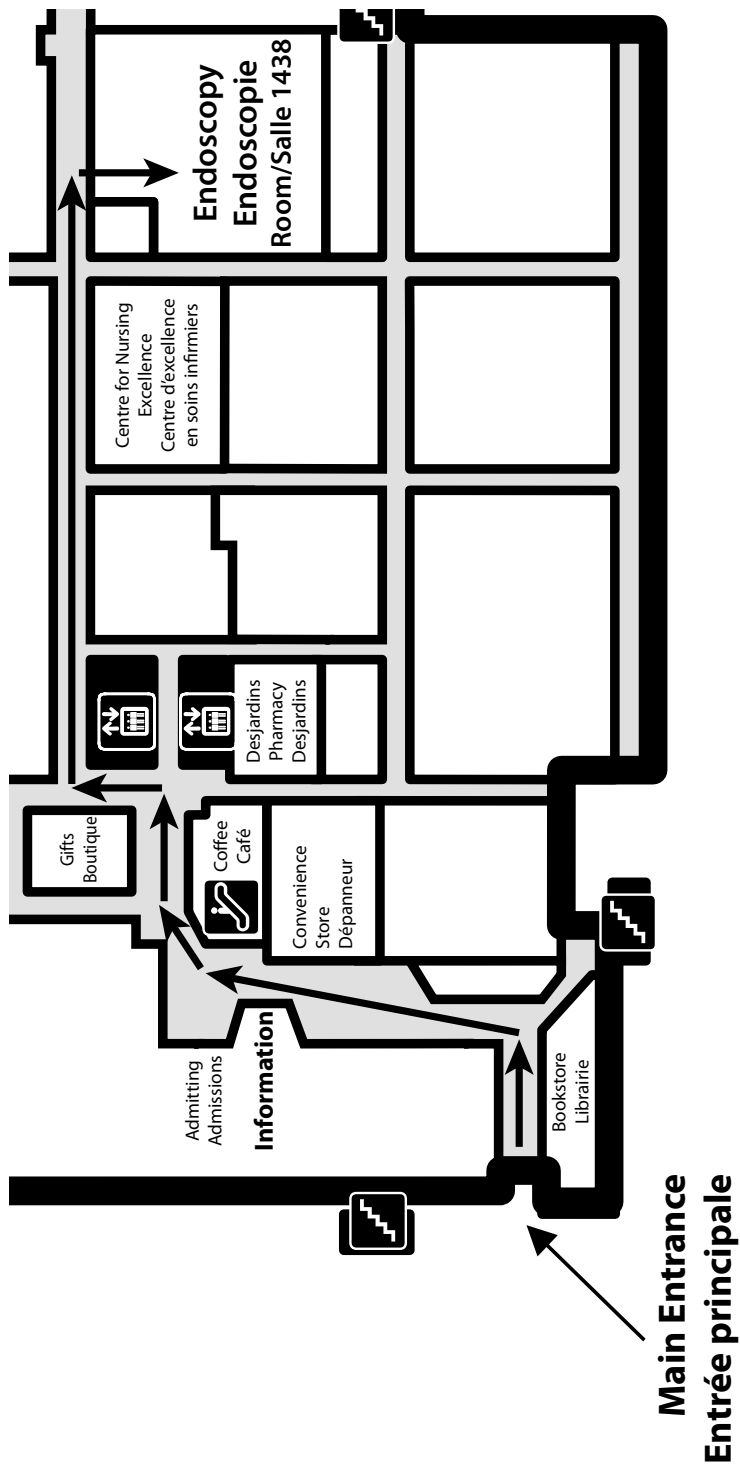 Endoscopy
Endoscopie
Room/Salle 1438
Centre for Nursing
Excellence
Centre d'excellence
en soins infirmiers
Desjardins
Pharmacy
Desjardins
Gifts
Boutique
Coffee
Café
Convenience
Store
Dépanneur
Admitting
Admissions
Information
Bookstore
Librairie
Main Entrance
Entrée principale